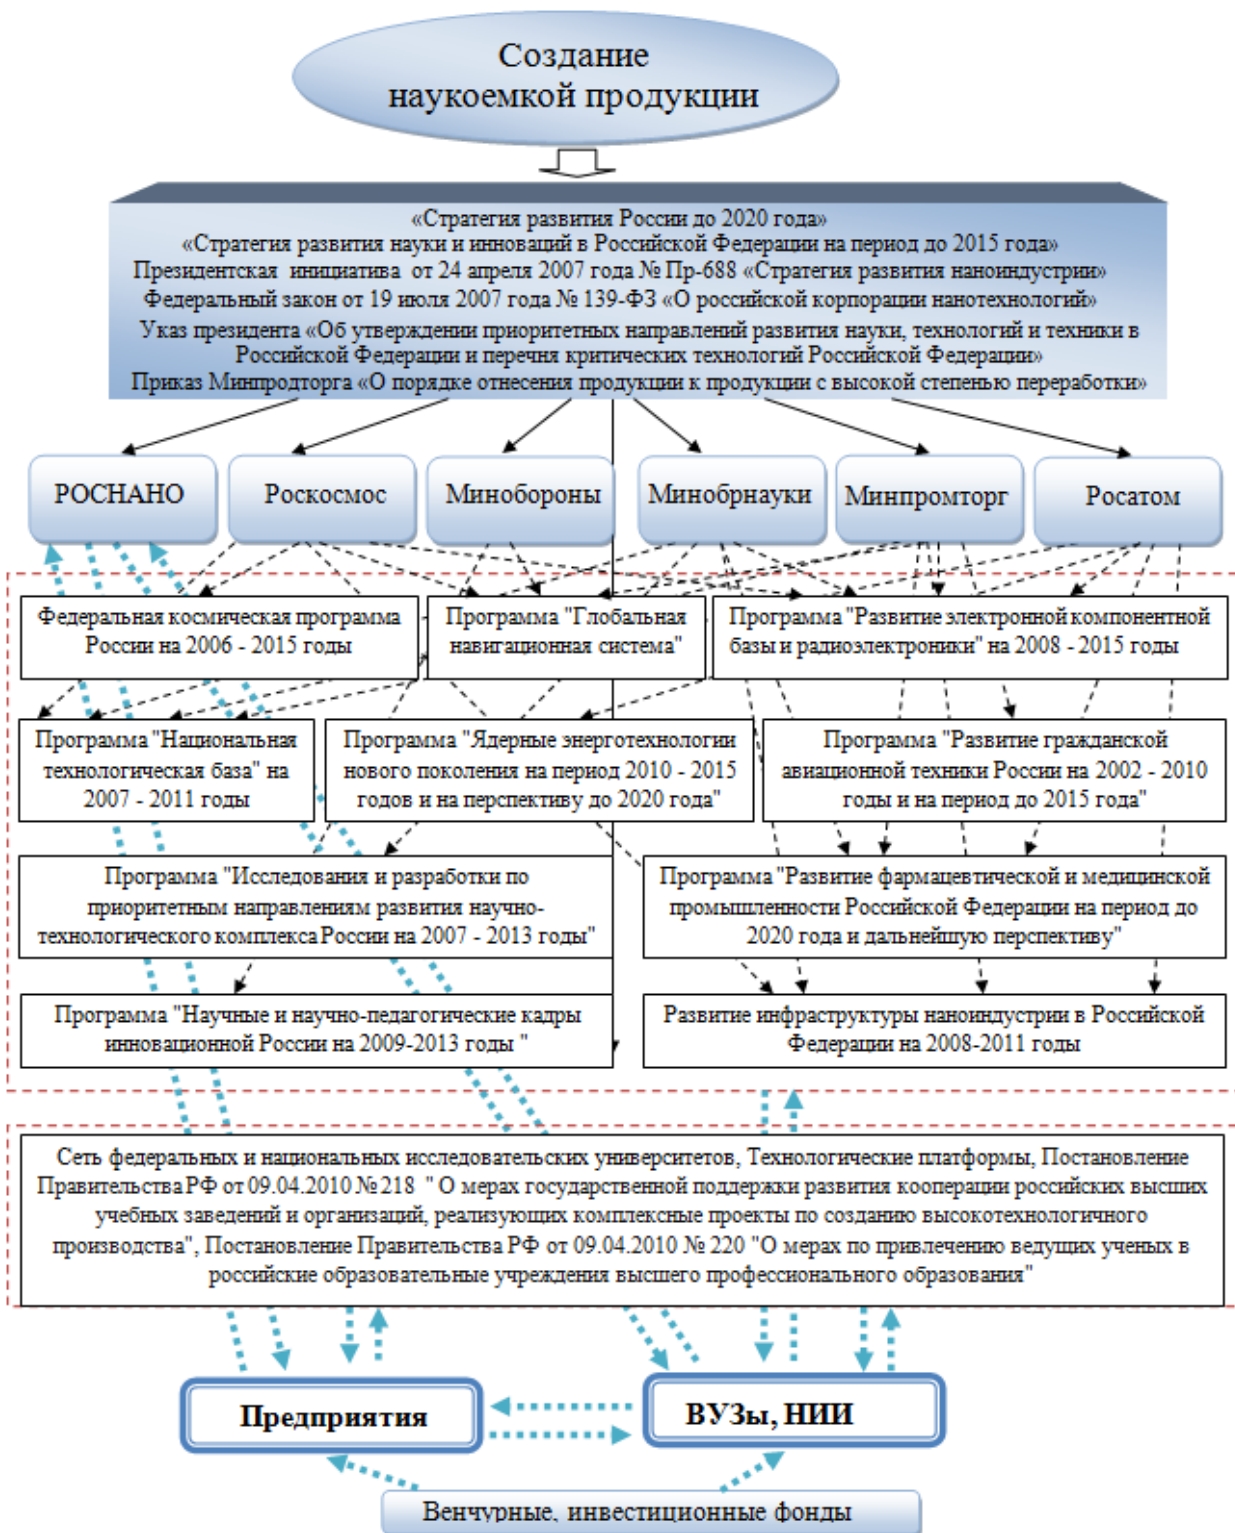 Создание
наукоемкой продукции
«Стратегия развития России до 2020 года»
«Стратегия развития науки и инноваций в Российской Федерации на период до 2015 года»
Президентская инициатива от 24 апреля 2007 года № Пр-688 «Стратегия развития наноиндустрии»
Федеральный закон от 19 июля 2007 года № 139-ФЗ «О российской корпорации нанотехнологий»
Указ президента «Об утверждении приоритетных направлений развития науки, технологий и техники в
Российской Федерации и перечня критических технологий Российской Федерации»
Приказ Минпродторга «О порядке отнесения продукции к продукции с высокой степенью переработки»
РОСНАНО
Роскосмос
Минобороны
Минобрнауки
Минпромторг
Росатом
Федеральная космическая программа
России на 2006 - 2015 годы
Программа "Глобальная
навигационная система"
Программа "Развитие электронной компонентной
базы и радиоэлектроники" на 2008 - 2015 годы
Программа "Национальная
технологическая база" на
2007 - 2011 годы
Программа "Ядерные энерготехнологии
нового поколения на период 2010 - 2015
годов и на перспективу до 2020 года"
Программа "Развитие гражданской
авиационной техники России на 2002 - 2010
годы и на период до 2015 года"
Программа "Исследования и разработки по
приоритетным направлениям развития научно-
технологического комплекса России на 2007 - 2013 годы"
Программа "Развитие фармацевтической и медицинской
промышленности Российской Федерации на период до
2020 года и дальнейшую перспективу"
Программа "Научные и научно-педагогические кадры
инновационной России на 2009-2013 годы "
Развитие инфраструктуры наноиндустрии в Российской
Федерации на 2008-2011 годы
Сеть федеральных и национальных исследовательских университетов, Технологические платформы, Постановление
Правительства РФ от 09.04.2010 № 218 " О мерах государственной поддержки развития кооперации российских высших
учебных заведений и организаций, реализующих комплексные проекты по созданию высокотехнологичного
производства", Постановление Правительства РФ от 09.04.2010 № 220 "О мерах по привлечению ведущих ученых в
российские образовательные учреждения высшего профессионального образования"
Предприятия
ВУЗы, НИИ
Венчурные, инвестиционные фонды